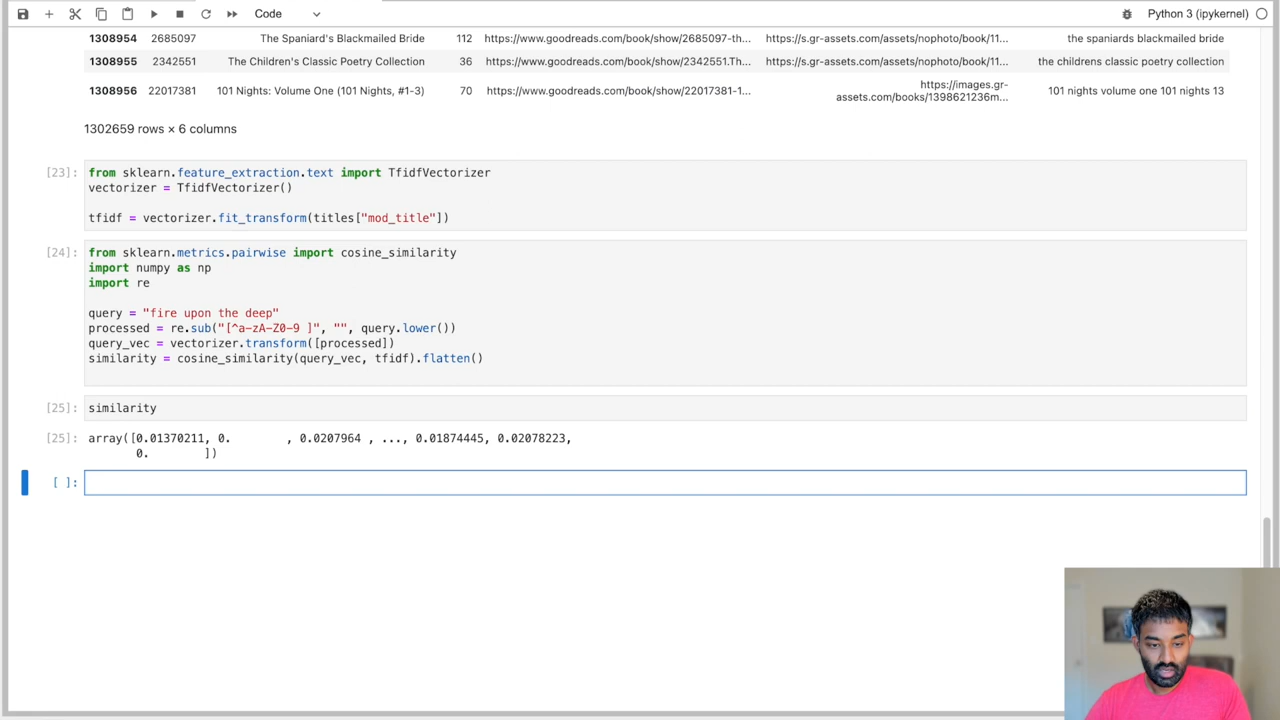 Code
Python 3 (ipykernel)
1308954 2685097 The Spaniard's Blackmailed Bride 112 https://www.goodreads.com/book/show/2685097-th... https://s.gr-assets.com/assets/nophoto/book/11... the spaniards blackmailed bride
1308955 2342551 The Children's Classic Poetry Collection 36 https://www.goodreads.com/book/show/2342551.Th... https://s.gr-assets.com/assets/nophoto/book/11... the childrens classic poetry collection
1308956 22017381 101 Nights: Volume One (101 Nights, #1-3) 70 https://www.goodreads.com/book/show/22017381-1... https://images.gr-
assets.com/books/1398621236m... 101 nights volume one 101 nights 13
1302659 rows × 6 columns
[23]: from sklearn.feature_extraction.text import TfidfVectorizer
vectorizer = TfidfVectorizer()
tfidf = vectorizer.fit_transform(titles["mod_title"])
[24]: from sklearn.metrics.pairwise import cosine_similarity
import numpy as np
import re
query = "fire upon the deep"
processed = re.sub("[^a-zA-Z0-9 ]", "", query.lower())
query_vec = vectorizer.transform([processed])
similarity = cosine_similarity(query_vec, tfidf).flatten()
[25]: similarity
[25]: array([0.01370211, 0. , 0.0207964 , ..., 0.01874445, 0.02078223,
0. ])
[ ]: